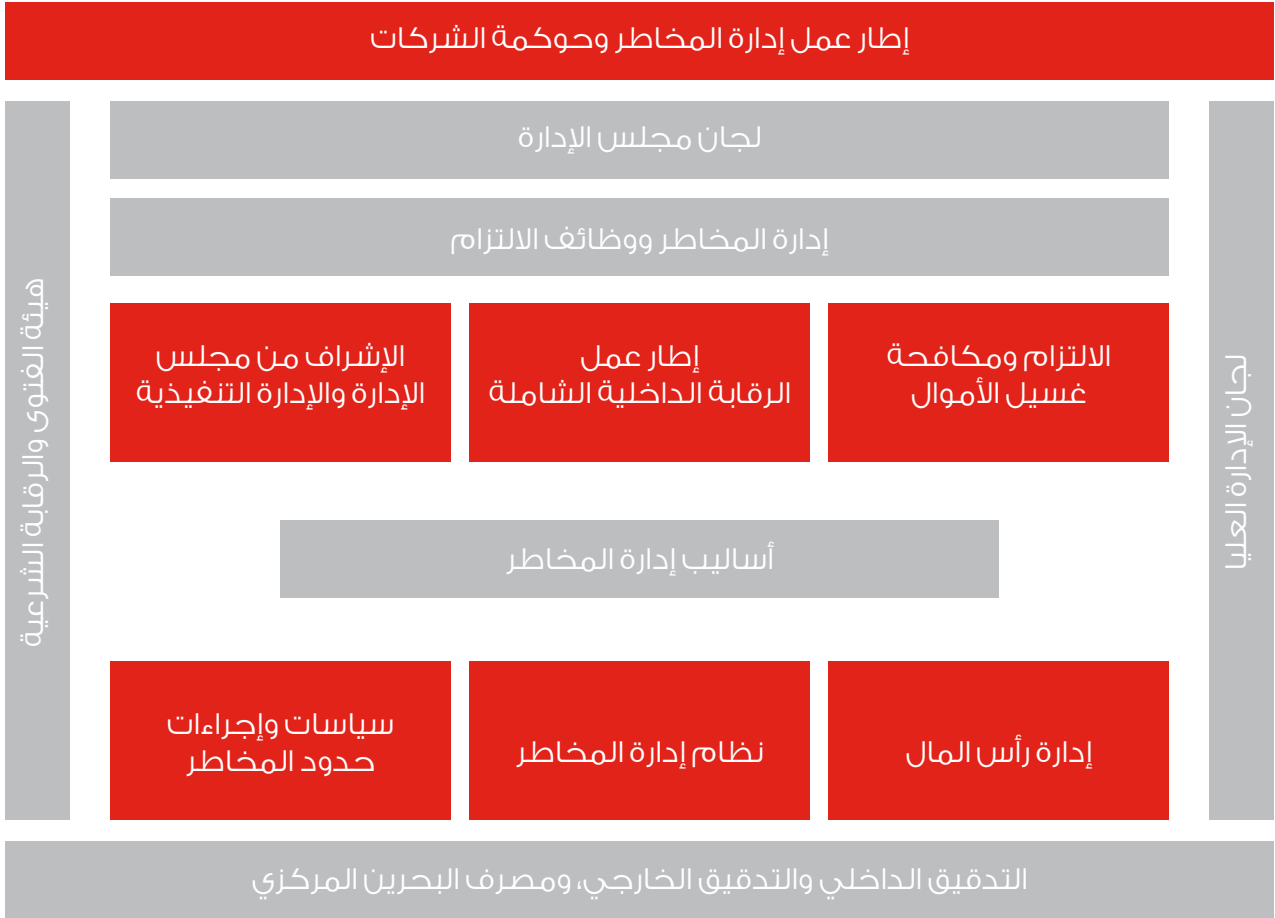 إطار عمل إدارة المخاطر وحوكمة الشركات
لجان مجلس الإدارة
إدارة المخاطر ووظائف الالتزام
لجان الإدارة العليا
الالتزام ومكافحة
غسيل الأموال
إطار عمل
الرقابة الداخلية الشاملة
الإشراف من مجلس
الإدارة والإدارة التنفيذية
هيئة الفتوى والرقابة الشرعية
أساليب إدارة المخاطر
إدارة رأس المال
نظام إدارة المخاطر
سياسات وإجراءات
حدود المخاطر
التدقيق الداخلي والتدقيق الخارجي، ومصرف البحرين المركزي